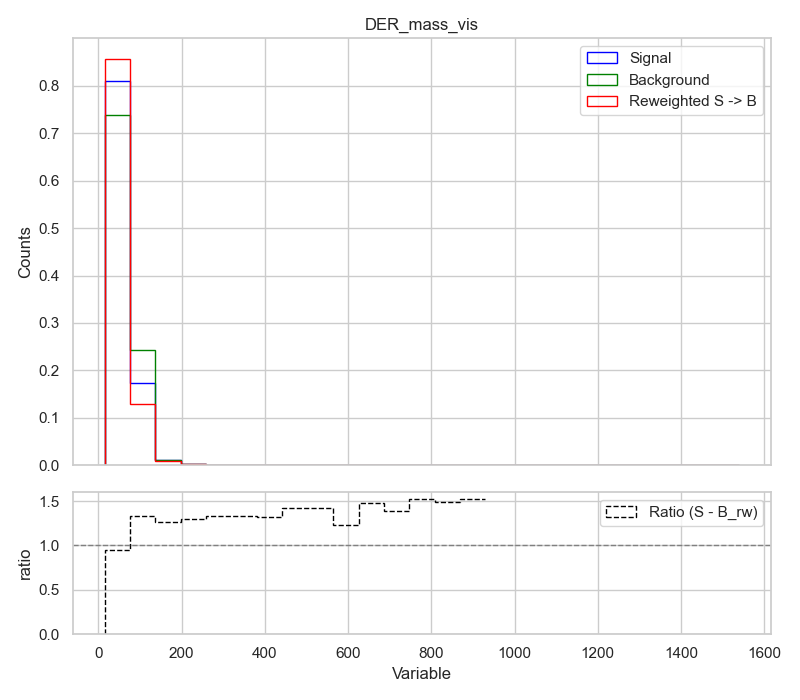 DER_mass_vis
Signal
Background
Reweighted S -> B
Counts
0.8
0.7
0.6
0.5
0.4
0.3
0.2
0.1
0.0
Ratio (S - B_rw)
ratio
1.5
1.0
0.5
0.0
0 200 400 600 800 1000 1200 1400 1600
Variable